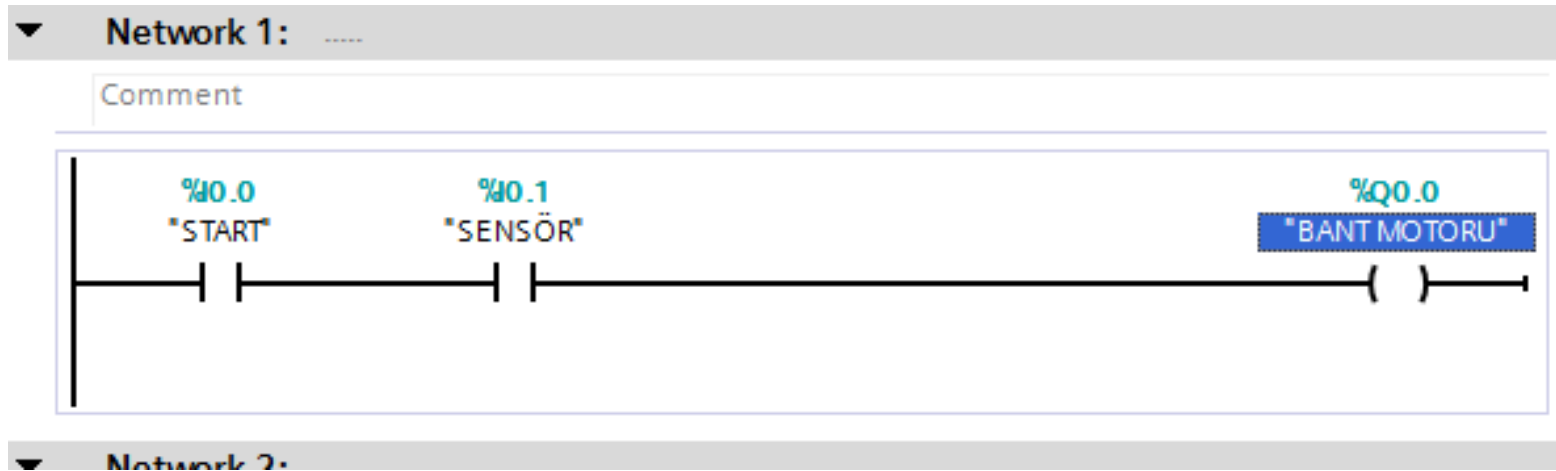 Network 1: .....
Comment
%I0.0 %I0.1 %Q0.0
"START" "SENSÖR" "BANT MOTORU"
Network 2: